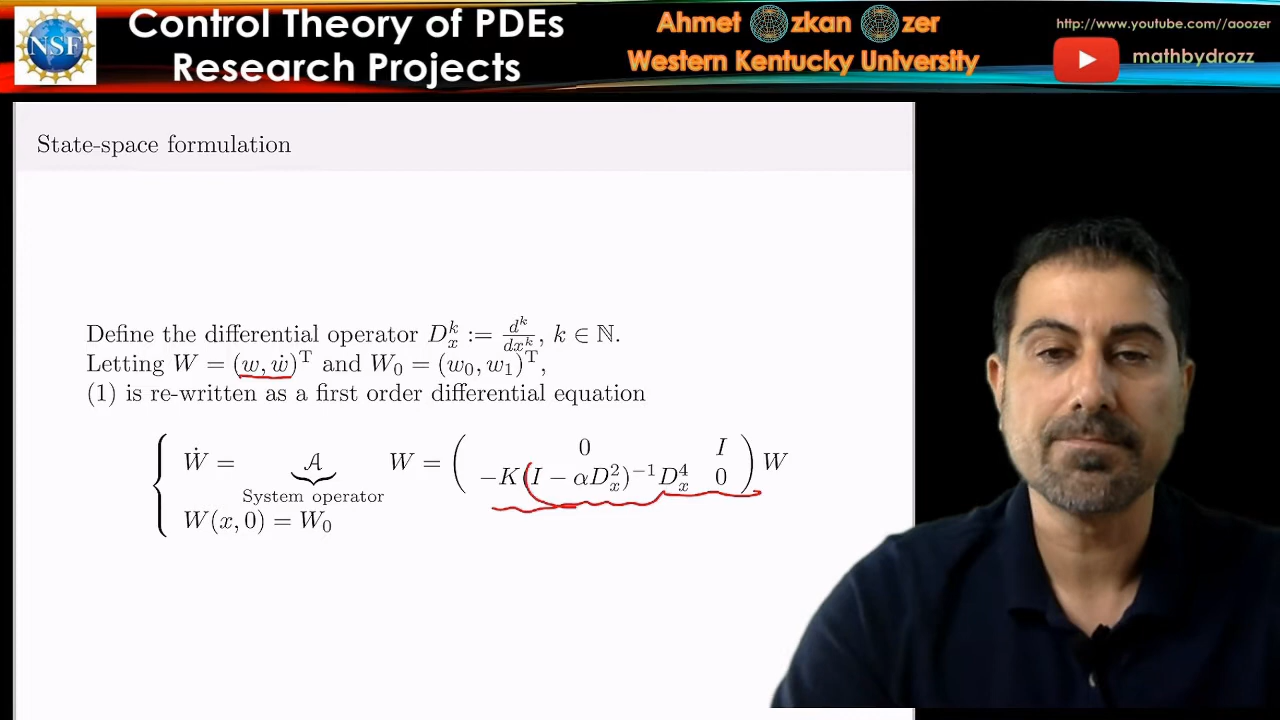 NSF
Control Theory of PDEs
Research Projects
Ahmet Ozkan Ozer
Western Kentucky University
http://www.youtube.com//aoozer
mathbydrozz
State-space formulation
Define the differential operator D_x^k := d^k/dx^k, k ∈ ℕ.
Letting W = (w, ẇ)^T and W_0 = (w_0, w_1)^T,
(1) is re-written as a first order differential equation
{ Ẇ = 𝒜 W = ( 0 I
-K(I − αD_x^2)^{−1}D_x^4 0 ) W
System operator
W(x, 0) = W_0